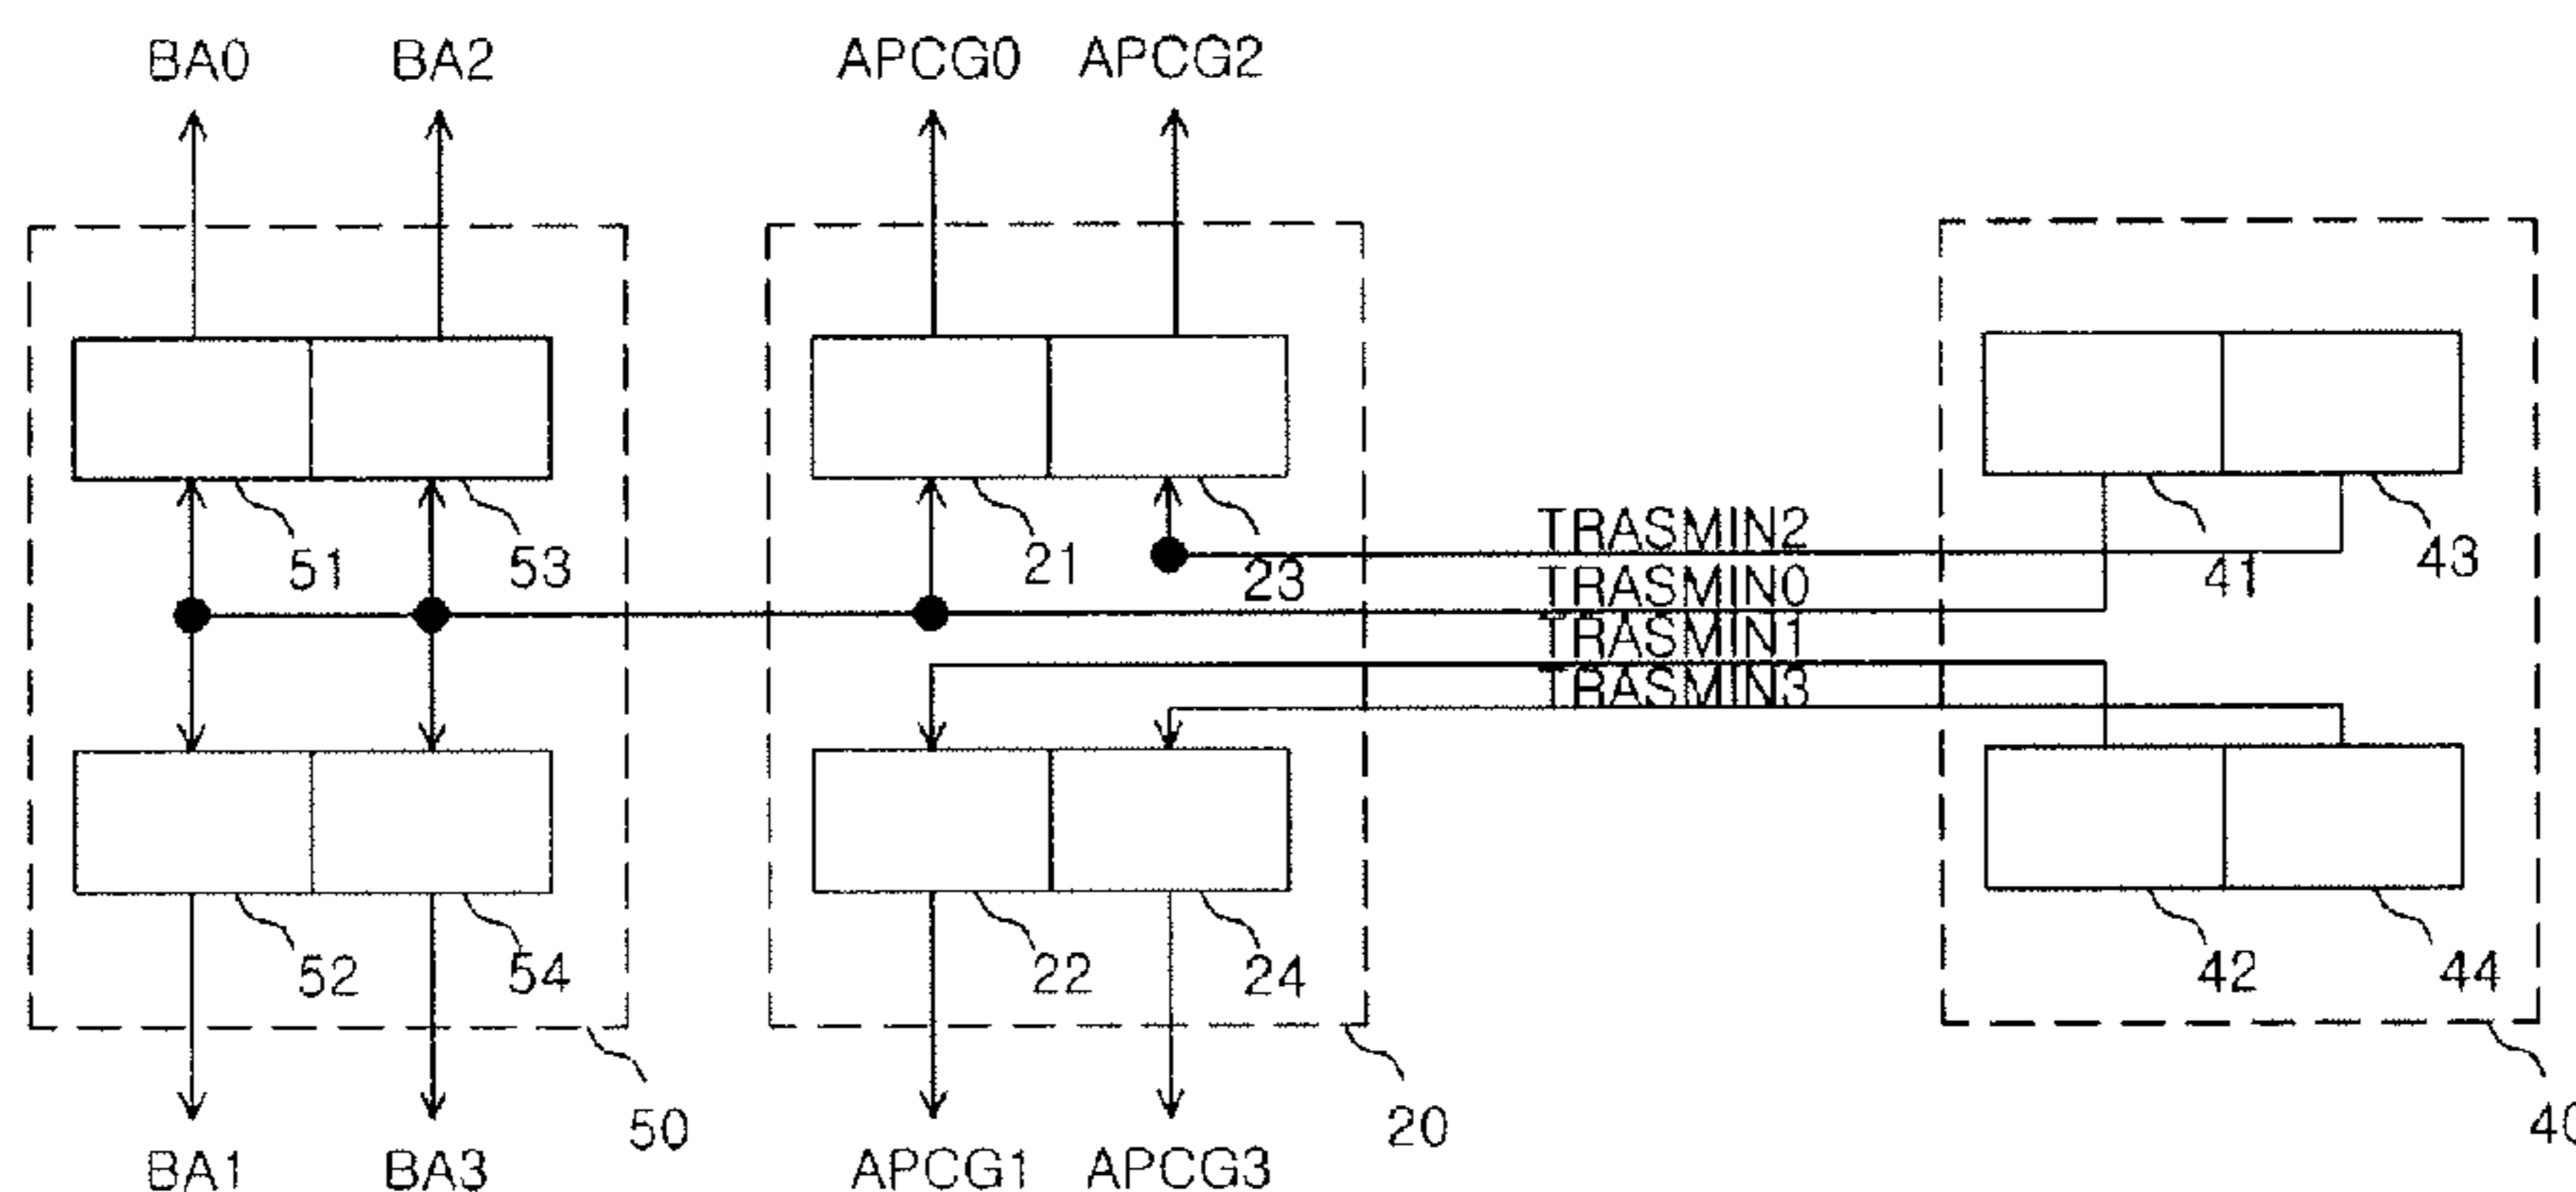 BA0 BA2 APCG0 APCG2
51 53 21 23 41 43
TRASMIN2
TRASMIN0
TRASMIN1
TRASMIN3
52 54 22 24 42 44
50 20 40
BA1 BA3 APCG1 APCG3